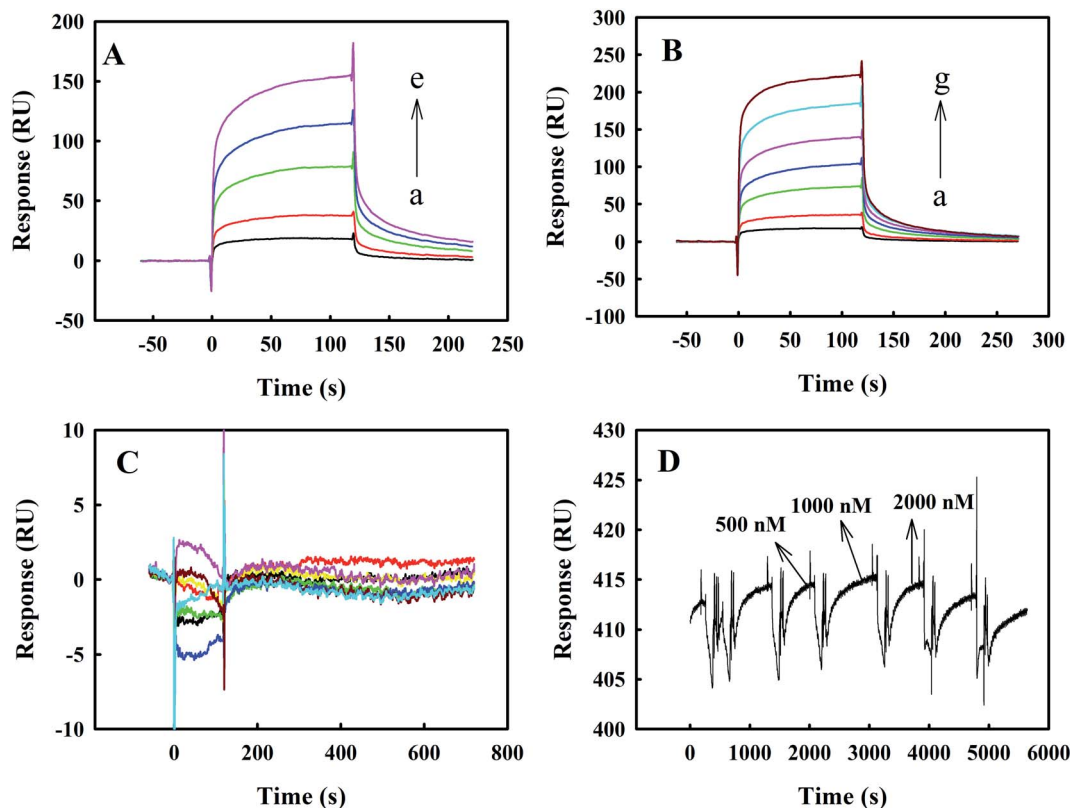 A
e
a
Response (RU)
200
150
100
50
0
-50
-50 0 50 100 150 200 250
Time (s)
B
g
a
Response (RU)
300
250
200
150
100
50
0
-50
-100
-50 0 50 100 150 200 250 300
Time (s)
C
Response (RU)
10
5
0
-5
-10
0 200 400 600 800
Time (s)
D
500 nM
1000 nM
2000 nM
Response (RU)
430
425
420
415
410
405
400
0 1000 2000 3000 4000 5000 6000
Time (s)